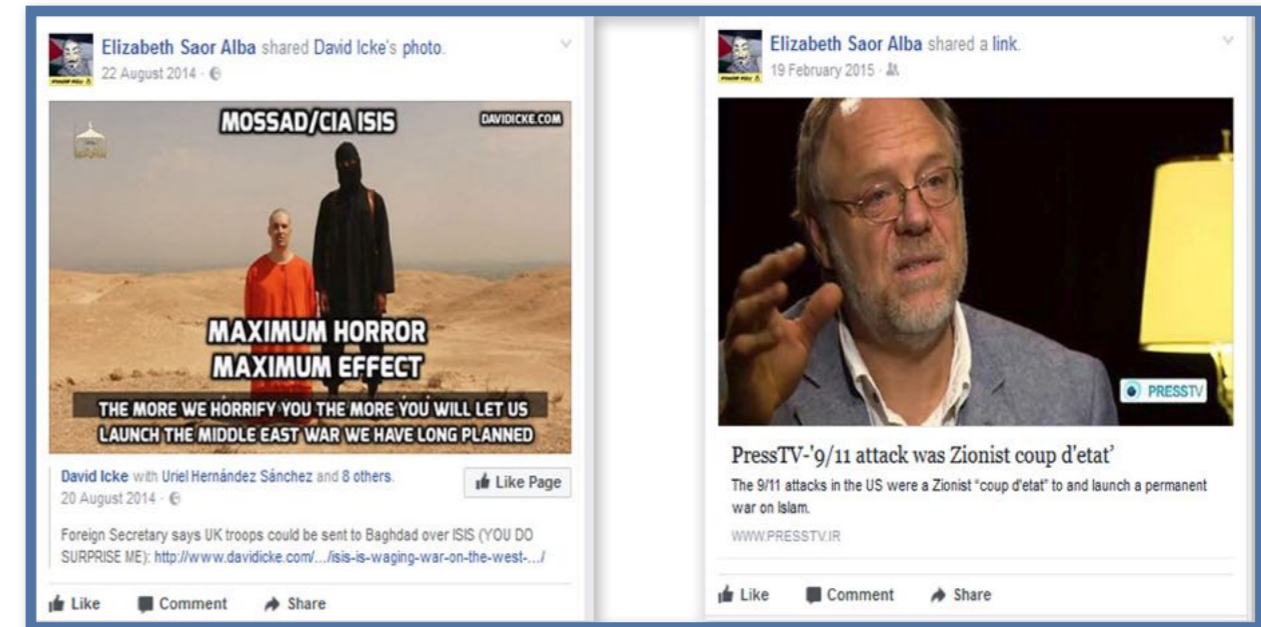 Elizabeth Saor Alba shared David Icke's photo.
22 August 2014 ·
MOSSAD/CIA ISIS
DAVIDICKE.COM
MAXIMUM HORROR
MAXIMUM EFFECT
THE MORE WE HORRIFY YOU THE MORE YOU WILL LET US
LAUNCH THE MIDDLE EAST WAR WE HAVE LONG PLANNED
David Icke with Uriel Hernández Sánchez and 8 others.
20 August 2014 ·
Like Page
Foreign Secretary says UK troops could be sent to Baghdad over ISIS (YOU DO
SURPRISE ME): http://www.davidicke.com/.../isis-is-waging-war-on-the-west-.../
Like Comment Share
Elizabeth Saor Alba shared a link.
19 February 2015 ·
PRESSTV
PressTV-'9/11 attack was Zionist coup d'etat'
The 9/11 attacks in the US were a Zionist “coup d'etat” to and launch a permanent
war on Islam.
WWW.PRESSTV.IR
Like Comment Share